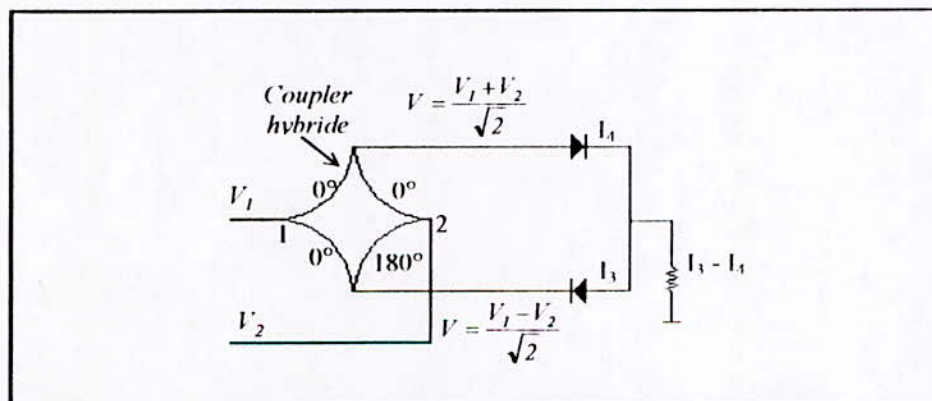 Coupler
hybride
V = (V₁ + V₂) / √2
I₄
V₁
0°
0°
1
2
0°
180°
I₃
I₃ - I₄
V₂
V = (V₁ - V₂) / √2